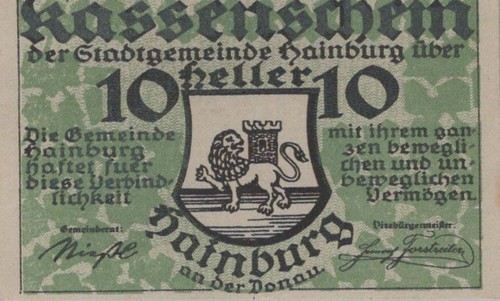 Kassenschein
der Stadtgemeinde Hainburg über
10 Heller 10
Die Gemeinde
Hainburg
haftet fuer
diese Verbind-
lichkeit
mit ihrem gan-
zen bewegli-
chen und un-
beweglichen
Vermögen.
Gemeinderat:
Vizebürgermeister:
Forstreiter
Hainburg
an der Donau